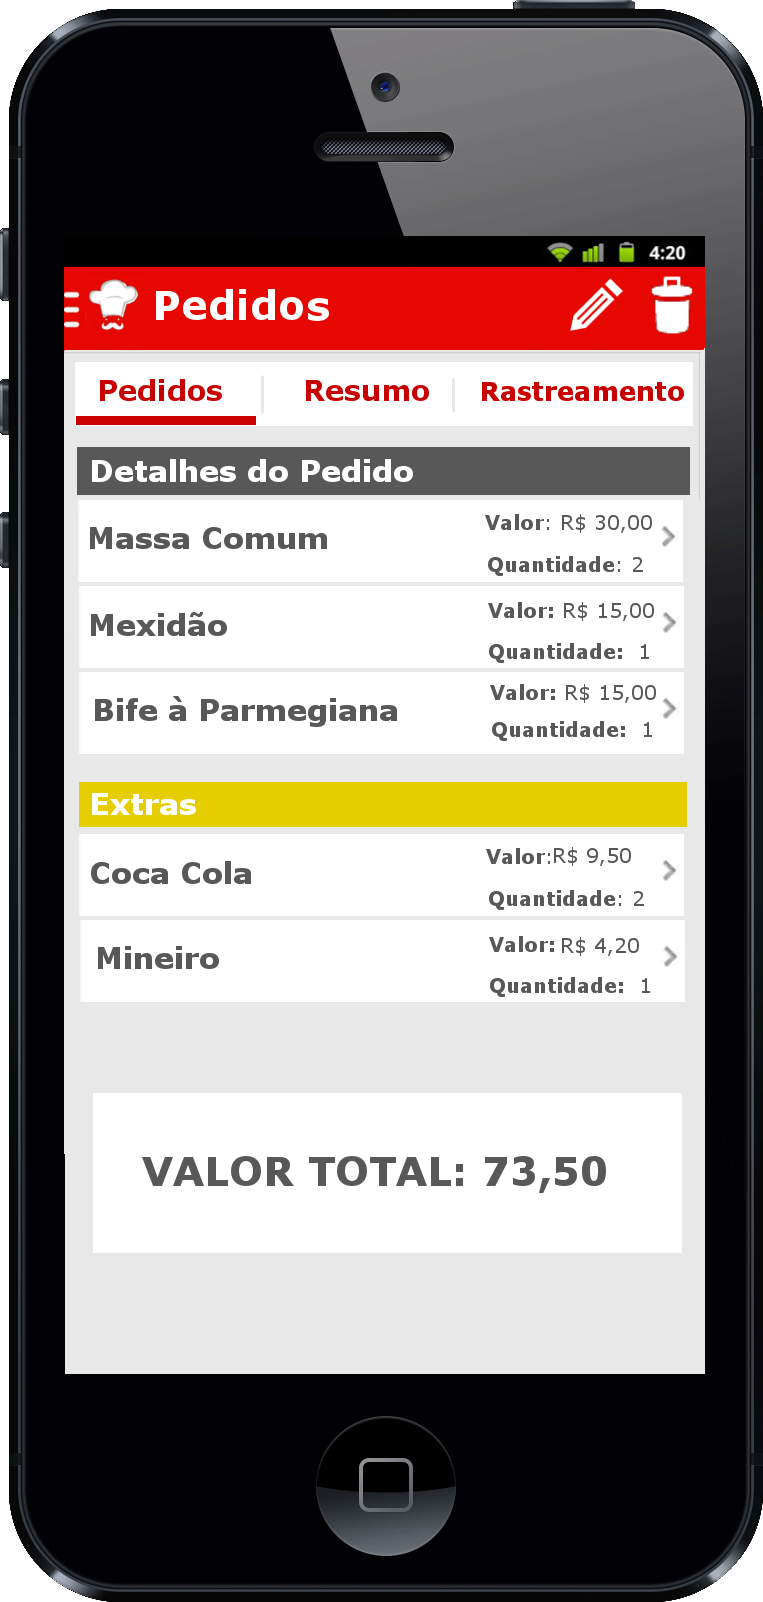 4:20
Pedidos
Pedidos Resumo Rastreamento
Detalhes do Pedido
Massa Comum
Valor: R$ 30,00
Quantidade: 2
Mexidão
Valor: R$ 15,00
Quantidade: 1
Bife à Parmegiana
Valor: R$ 15,00
Quantidade: 1
Extras
Coca Cola
Valor:R$ 9,50
Quantidade: 2
Mineiro
Valor: R$ 4,20
Quantidade: 1
VALOR TOTAL: 73,50